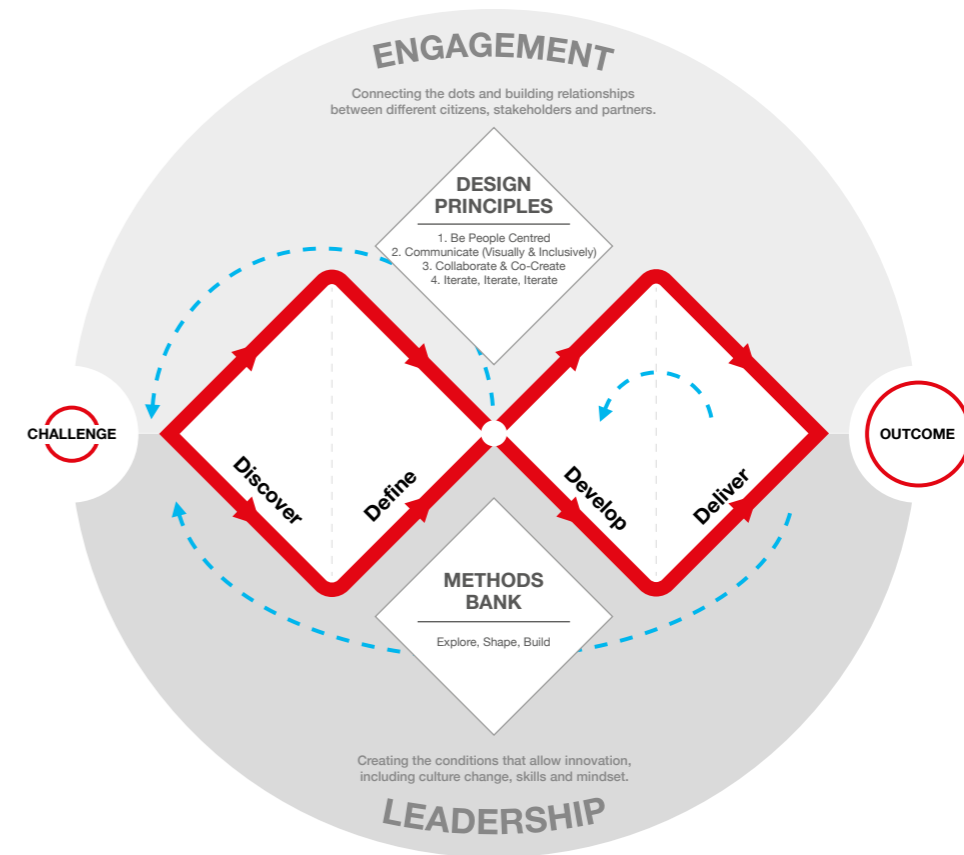 ENGAGEMENT
Connecting the dots and building relationships
between different citizens, stakeholders and partners.
DESIGN
PRINCIPLES
1. Be People Centred
2. Communicate (Visually & Inclusively)
3. Collaborate & Co-Create
4. Iterate, Iterate, Iterate
CHALLENGE
OUTCOME
Discover
Define
Develop
Deliver
METHODS
BANK
Explore, Shape, Build
Creating the conditions that allow innovation,
including culture change, skills and mindset.
LEADERSHIP